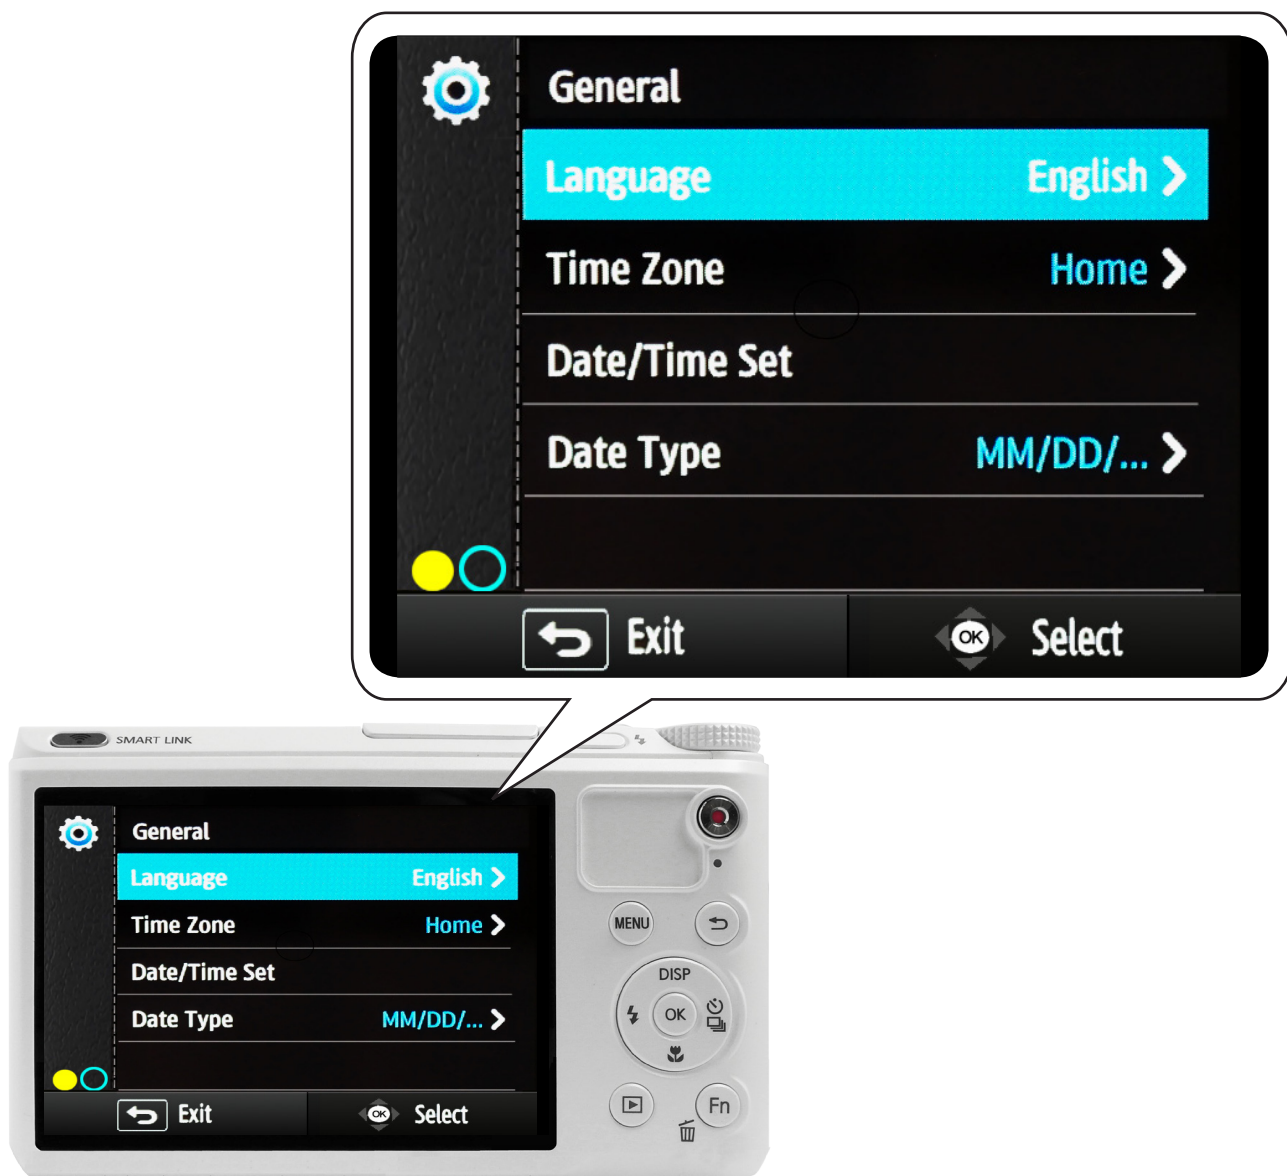 General
Language English
Time Zone Home
Date/Time Set
Date Type MM/DD/...
Exit OK Select
SMART LINK
General
Language English
Time Zone Home
Date/Time Set
Date Type MM/DD/...
Exit OK Select
MENU
DISP
OK
Fn